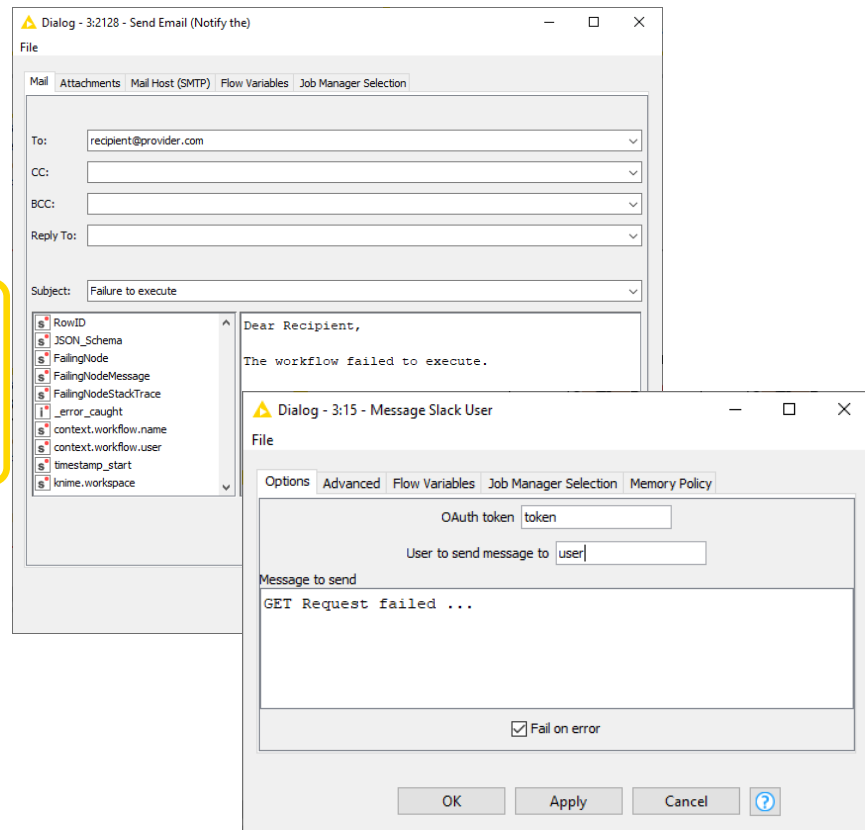 Dialog - 3:2128 - Send Email (Notify the)
File
Mail Attachments Mail Host (SMTP) Flow Variables Job Manager Selection
To: recipient@provider.com
CC:
BCC:
Reply To:
Subject: Failure to execute
s RowID
s JSON_Schema
s FailingNode
s FailingNodeMessage
s FailingNodeStackTrace
i _error_caught
s context.workflow.name
s context.workflow.user
s timestamp_start
s knime.workspace
Dear Recipient,
The workflow failed to execute.
Dialog - 3:15 - Message Slack User
File
Options Advanced Flow Variables Job Manager Selection Memory Policy
OAuth token token
User to send message to user
Message to send
GET Request failed ...
Fail on error
OK Apply Cancel ?